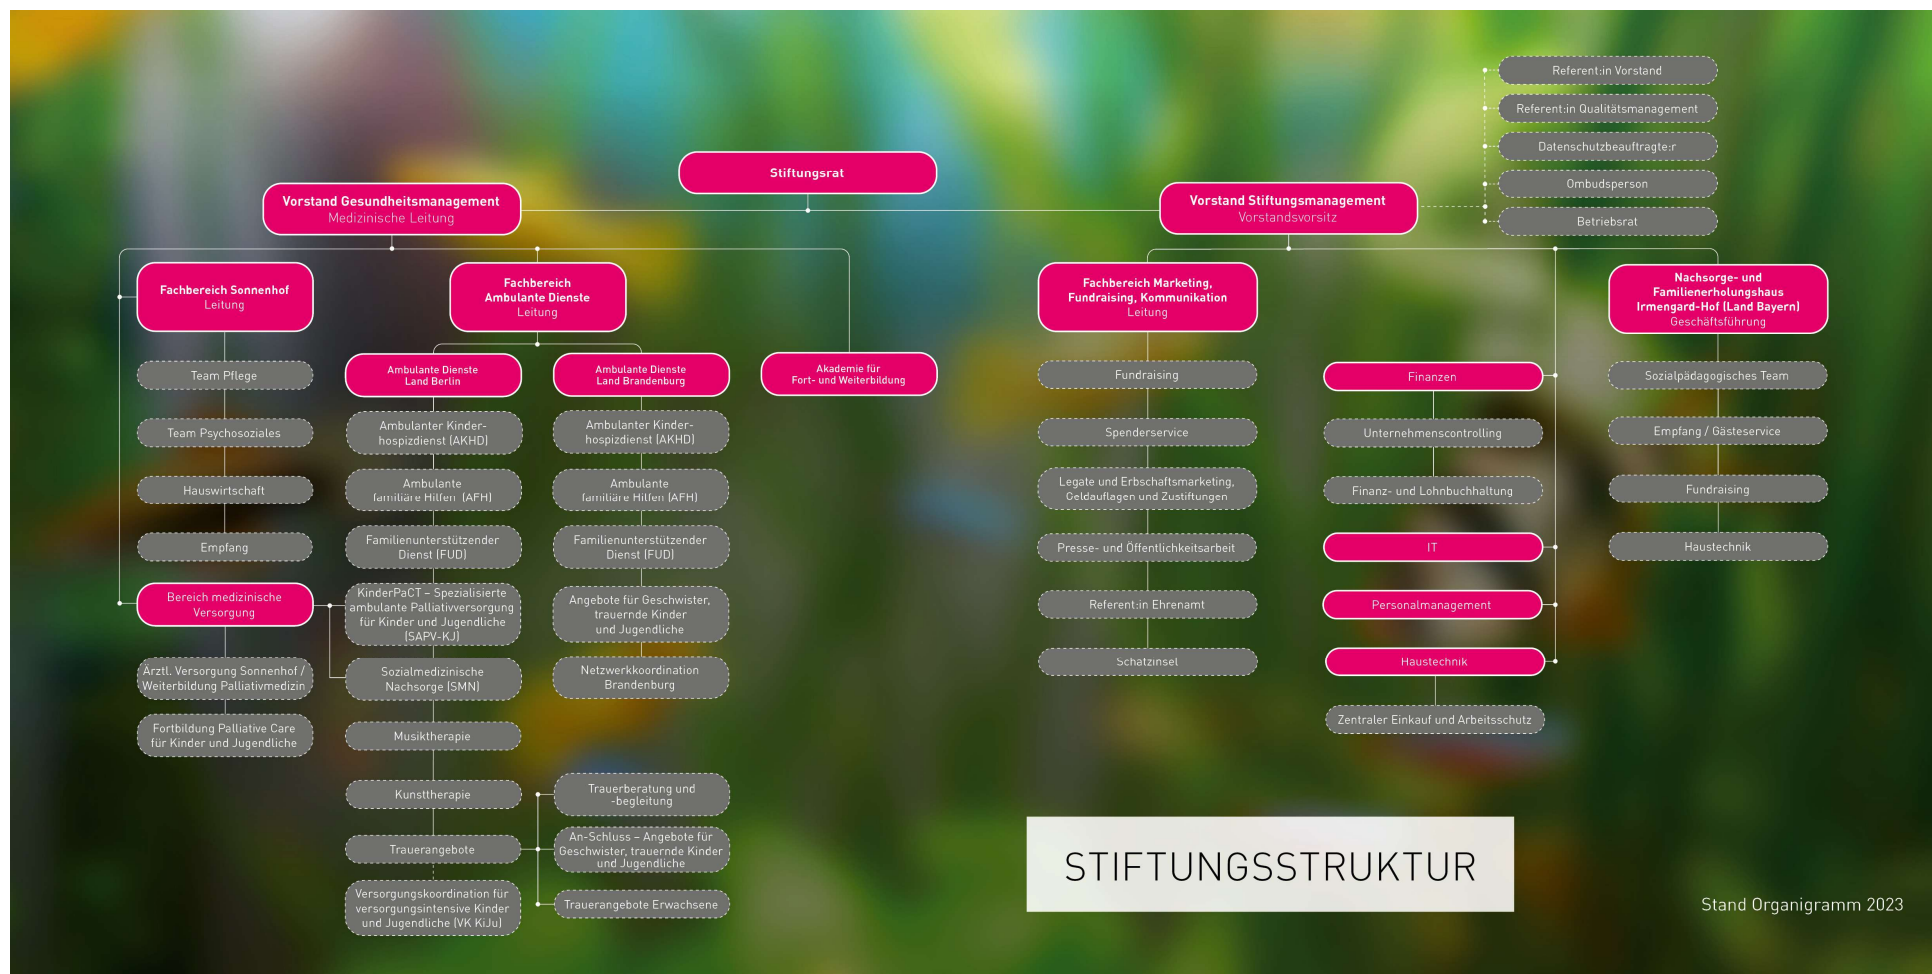 Referent:in Vorstand
Referent:in Qualitätsmanagement
Datenschutzbeauftragte:r
Ombudsperson
Betriebsrat
Stiftungsrat
Vorstand Gesundheitsmanagement
Medizinische Leitung
Vorstand Stiftungsmanagement
Vorstandsvorsitz
Fachbereich Sonnenhof
Leitung
Team Pflege
Team Psychosoziales
Hauswirtschaft
Empfang
Bereich medizinische
Versorgung
Ärztl. Versorgung Sonnenhof /
Weiterbildung Palliativmedizin
Fortbildung Palliative Care
für Kinder und Jugendliche
Fachbereich
Ambulante Dienste
Leitung
Ambulante Dienste
Land Berlin
Ambulanter Kinder-
hospizdienst (AKHD)
Ambulante
familiäre Hilfen (AFH)
Familienunterstützender
Dienst (FUD)
KinderPaCT – Spezialisierte
ambulante Palliativversorgung
für Kinder und Jugendliche
(SAPV-KJ)
Sozialmedizinische
Nachsorge (SMN)
Musiktherapie
Kunsttherapie
Trauerangebote
Versorgungskoordination für
versorgungsintensive Kinder
und Jugendliche (VK KiJu)
Ambulante Dienste
Land Brandenburg
Ambulanter Kinder-
hospizdienst (AKHD)
Ambulante
familiäre Hilfen (AFH)
Familienunterstützender
Dienst (FUD)
Angebote für Geschwister,
trauernde Kinder
und Jugendliche
Netzwerkkoordination
Brandenburg
Trauerberatung und
-begleitung
An-Schluss – Angebote für
Geschwister, trauernde Kinder
und Jugendliche
Trauerangebote Erwachsene
Akademie für
Fort- und Weiterbildung
Fachbereich Marketing,
Fundraising, Kommunikation
Leitung
Fundraising
Spenderservice
Legate und Erbschaftsmarketing,
Geldauflagen und Zustiftungen
Presse- und Öffentlichkeitsarbeit
Referent:in Ehrenamt
Schatzinsel
Finanzen
Unternehmenscontrolling
Finanz- und Lohnbuchhaltung
IT
Personalmanagement
Haustechnik
Zentraler Einkauf und Arbeitsschutz
Nachsorge- und
Familienerholungshaus
Irmengard-Hof (Land Bayern)
Geschäftsführung
Sozialpädagogisches Team
Empfang / Gästeservice
Fundraising
Haustechnik
STIFTUNGSSTRUKTUR
Stand Organigramm 2023